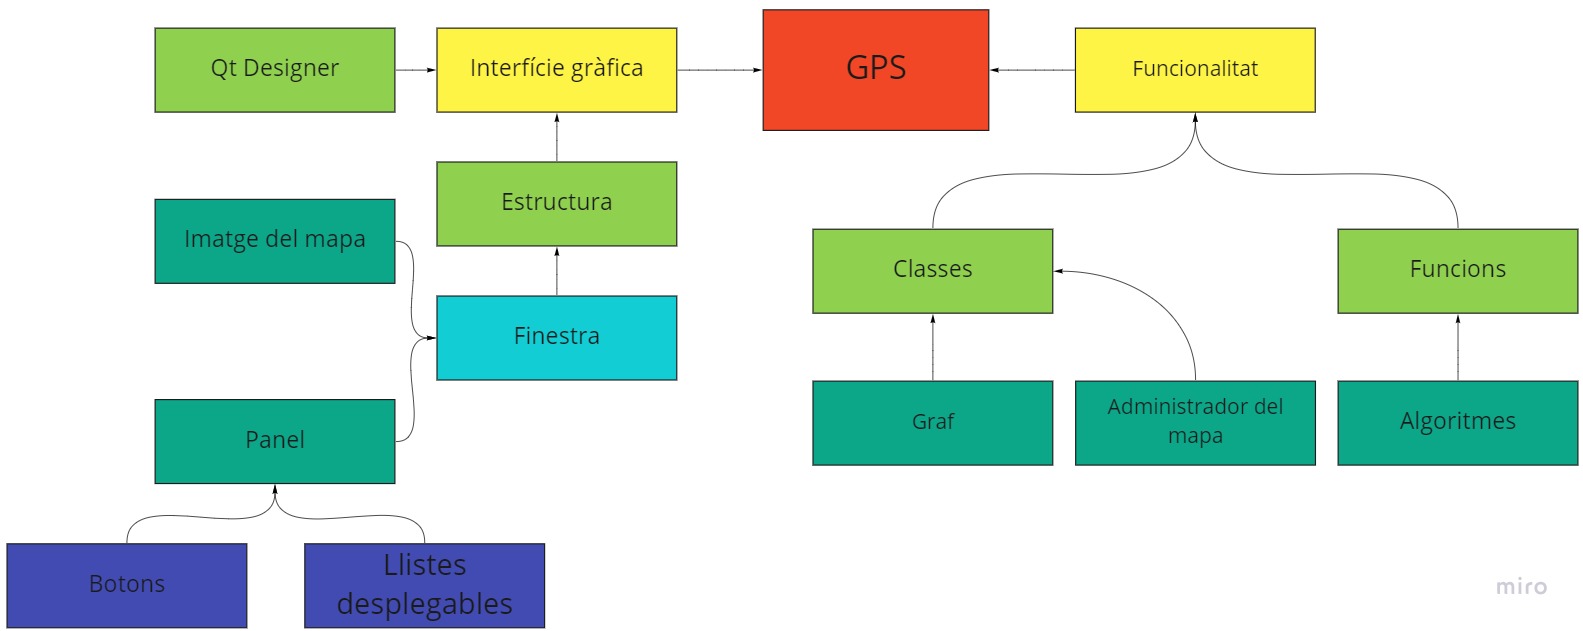 Qt Designer
Interfície gràfica
GPS
Funcionalitat
Estructura
Imatge del mapa
Classes
Funcions
Finestra
Panel
Graf
Administrador del
mapa
Algoritmes
Botons
Llistes
desplegables
miro